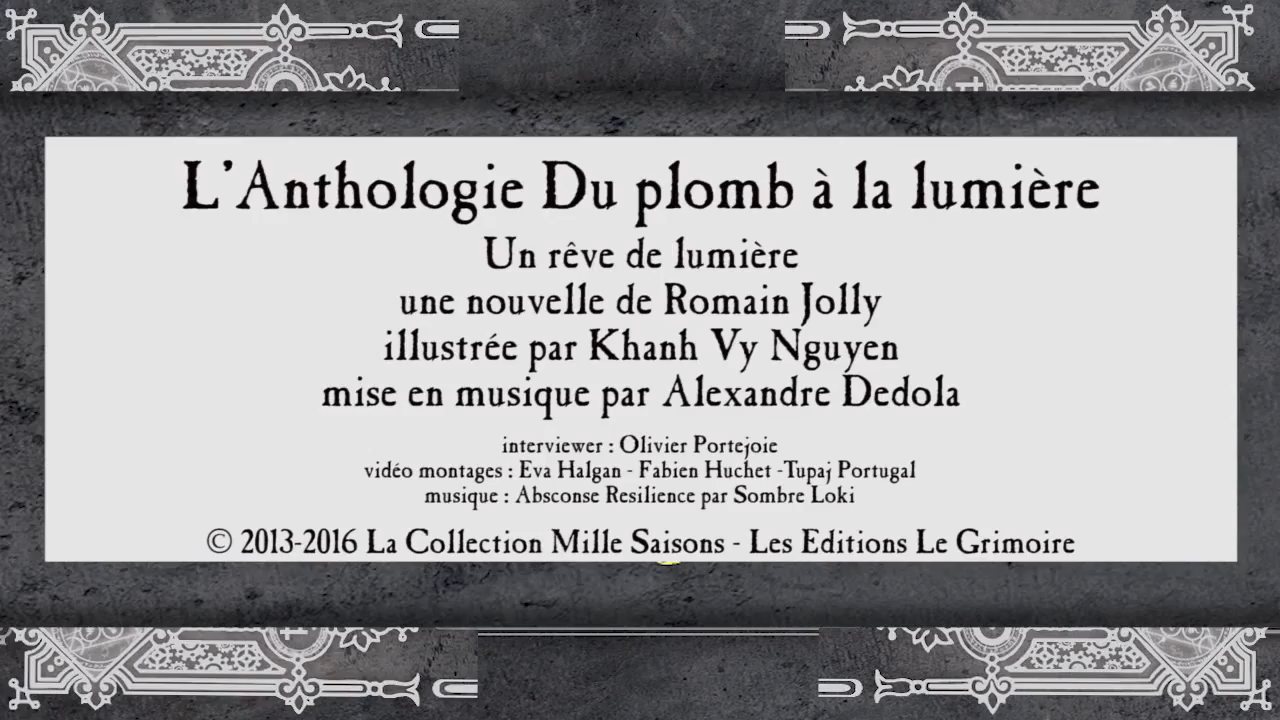 L'Anthologie Du plomb à la lumière
Un rêve de lumière
une nouvelle de Romain Jolly
illustrée par Khanh Vy Nguyen
mise en musique par Alexandre Dedola
interviewer : Olivier Portejoie
vidéo montages : Eva Halgan - Fabien Huchet -Tupaj Portugal
musique : Absconse Resilience par Sombre Loki
© 2013-2016 La Collection Mille Saisons - Les Editions Le Grimoire